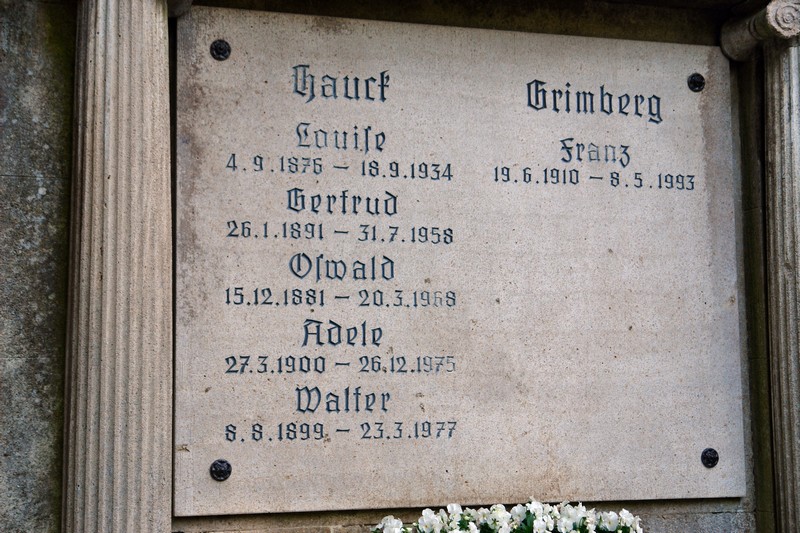 Hauck
Louiſe
4.9.1876 – 18.9.1934
Gertrud
26.1.1891 – 31.7.1958
Oſwald
15.12.1881 – 20.3.1968
Adele
27.3.1900 – 26.12.1975
Walter
8.8.1899 – 23.3.1977
Grimberg
Franz
19.6.1910 – 8.5.1993